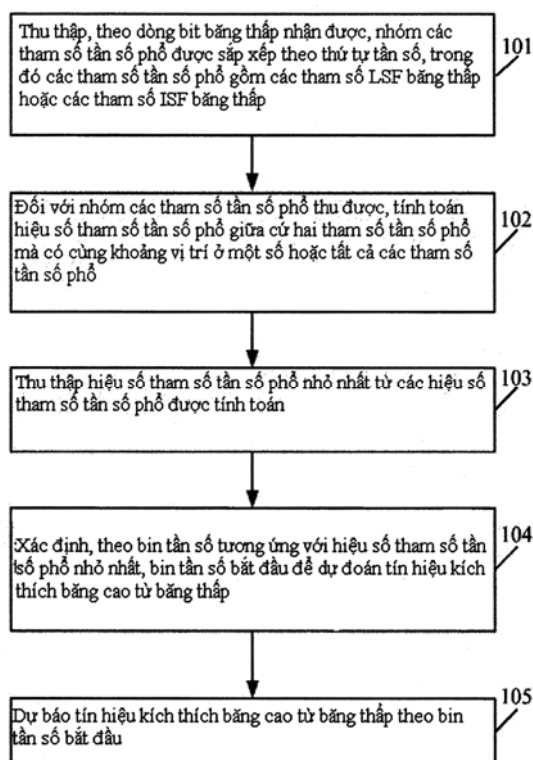 Thu thập, theo dòng bit băng thấp nhận được, nhóm các
tham số tần số phổ được sắp xếp theo thứ tự tần số, trong
đó các tham số tần số phổ gồm các tham số LSF băng thấp
hoặc các tham số ISF băng thấp
101
Đối với nhóm các tham số tần số phổ thu được, tính toán
hiệu số tham số tần số phổ giữa cứ hai tham số tần số phổ
mà có cùng khoảng vị trí ở một số hoặc tất cả các tham số
tần số phổ
102
Thu thập hiệu số tham số tần số phổ nhỏ nhất từ các hiệu số
tham số tần số phổ được tính toán
103
Xác định, theo bin tần số tương ứng với hiệu số tham số tần
số phổ nhỏ nhất, bin tần số bắt đầu để dự đoán tín hiệu kích
thích băng cao từ băng thấp
104
Dự báo tín hiệu kích thích băng cao từ băng thấp theo bin
tần số bắt đầu
105